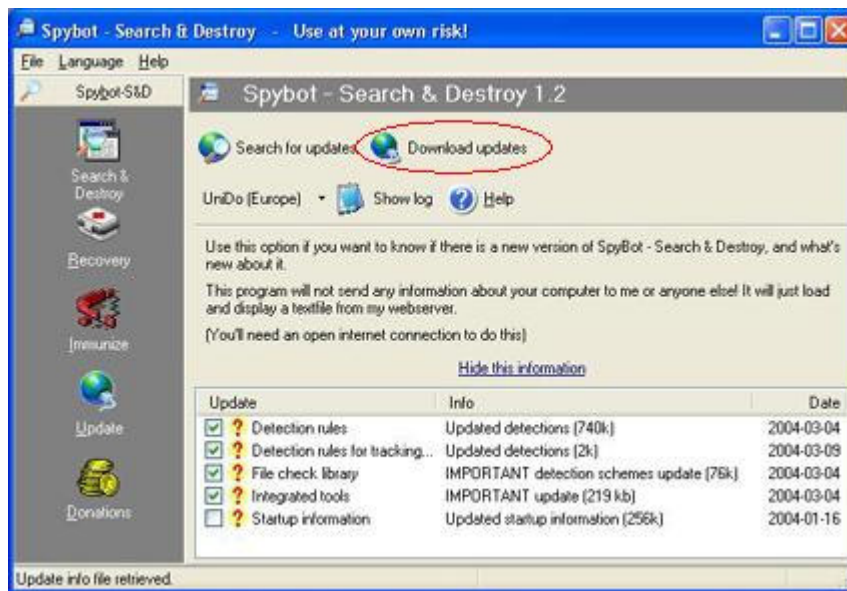 Spybot - Search & Destroy - Use at your own risk!
File Language Help
Spybot-S&D
Spybot - Search & Destroy 1.2
Search for updates Download updates
UniDo (Europe) Show log Help
Search &
Destroy
Recovery
Immunize
Update
Donations
Use this option if you want to know if there is a new version of SpyBot - Search & Destroy, and what's
new about it.
This program will not send any information about your computer to me or anyone else! It will just load
and display a textfile from my webserver.
(You'll need an open internet connection to do this)
Hide this information
Update Info Date
Detection rules Updated detections (740k) 2004-03-04
Detection rules for tracking... Updated detections (2k) 2004-03-09
File check library IMPORTANT detection schemes update (76k) 2004-03-04
Integrated tools IMPORTANT update (219 kb) 2004-03-04
Startup information Updated startup information (256k) 2004-01-16
Update info file retrieved.